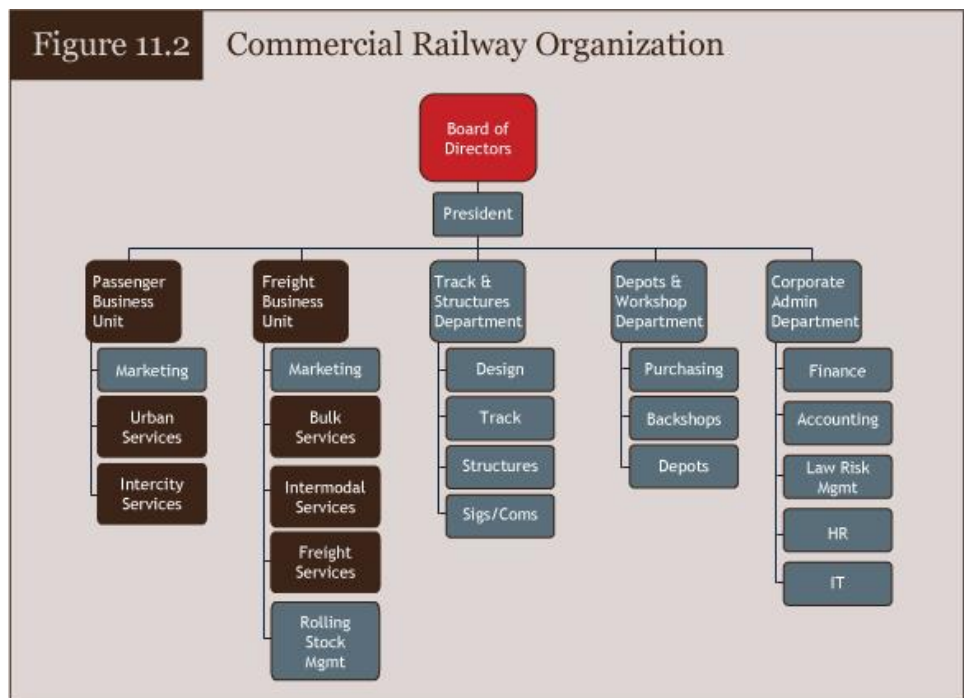 Figure 11.2
Commercial Railway Organization
Board of
Directors
President
Passenger
Business
Unit
Marketing
Urban
Services
Intercity
Services
Freight
Business
Unit
Marketing
Bulk
Services
Intermodal
Services
Freight
Services
Rolling
Stock
Mgmt
Track &
Structures
Department
Design
Track
Structures
Sigs/Coms
Depots &
Workshop
Department
Purchasing
Backshops
Depots
Corporate
Admin
Department
Finance
Accounting
Law Risk
Mgmt
HR
IT